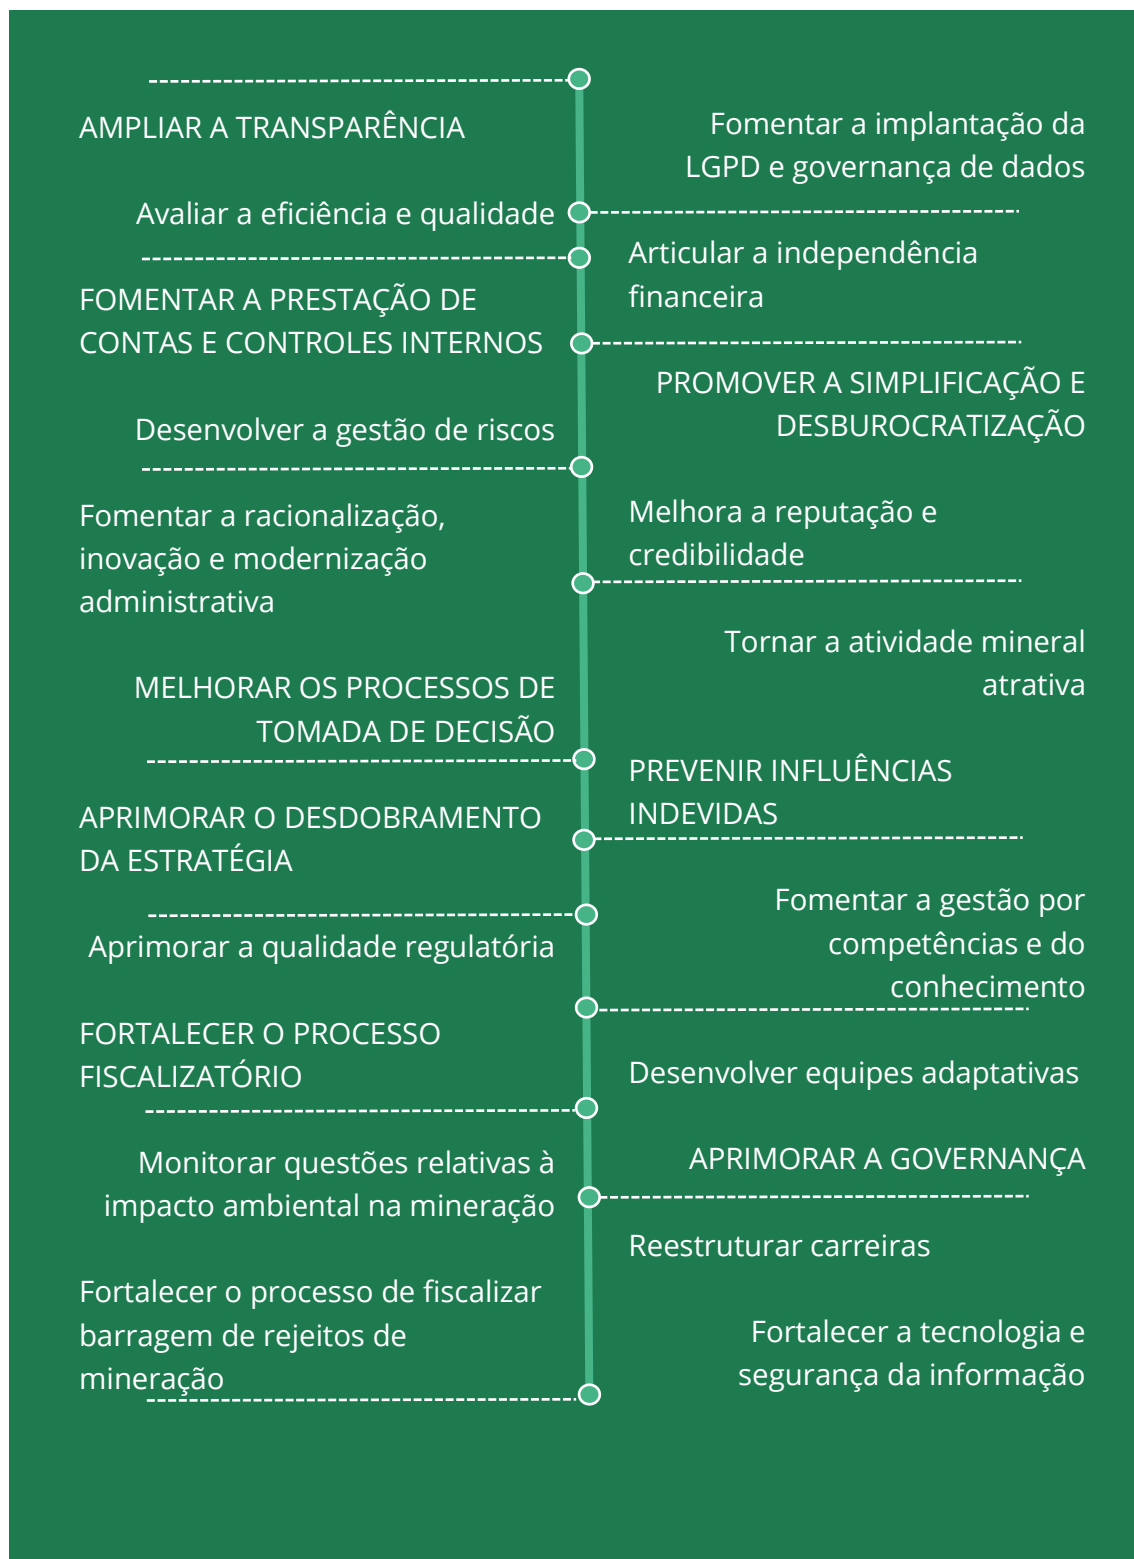 AMPLIAR A TRANSPARÊNCIA
Avaliar a eficiência e qualidade
FOMENTAR A PRESTAÇÃO DE
CONTAS E CONTROLES INTERNOS
Desenvolver a gestão de riscos
Fomentar a racionalização,
inovação e modernização
administrativa
MELHORAR OS PROCESSOS DE
TOMADA DE DECISÃO
APRIMORAR O DESDOBRAMENTO
DA ESTRATÉGIA
Aprimorar a qualidade regulatória
FORTALECER O PROCESSO
FISCALIZATÓRIO
Monitorar questões relativas à
impacto ambiental na mineração
Fortalecer o processo de fiscalizar
barragem de rejeitos de
mineração
Fomentar a implantação da
LGPD e governança de dados
Articular a independência
financeira
PROMOVER A SIMPLIFICAÇÃO E
DESBUROCRATIZAÇÃO
Melhora a reputação e
credibilidade
Tornar a atividade mineral
atrativa
PREVENIR INFLUÊNCIAS
INDEVIDAS
Fomentar a gestão por
competências e do
conhecimento
Desenvolver equipes adaptativas
APRIMORAR A GOVERNANÇA
Reestruturar carreiras
Fortalecer a tecnologia e
segurança da informação